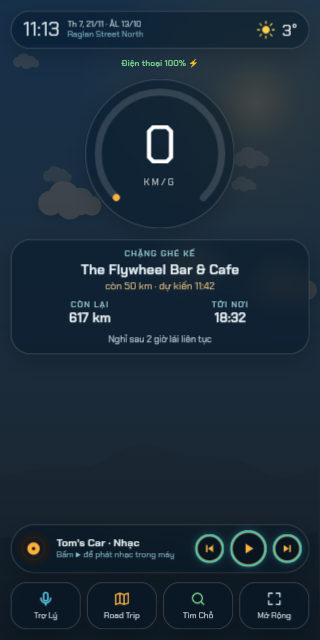 11:13
Th 7, 21/11 · ÂL 13/10
Raglan Street North
3°
Điện thoại 100% ⚡
0
KM/G
CHẶNG GHÉ KẾ
The Flywheel Bar & Cafe
còn 50 km · dự kiến 11:42
CÒN LẠI
617 km
TỚI NƠI
18:32
Nghỉ sau 2 giờ lái liên tục
Tom's Car · Nhạc
Bấm ▶ để phát nhạc trong máy
Trợ Lý
Road Trip
Tìm Chỗ
Mở Rộng